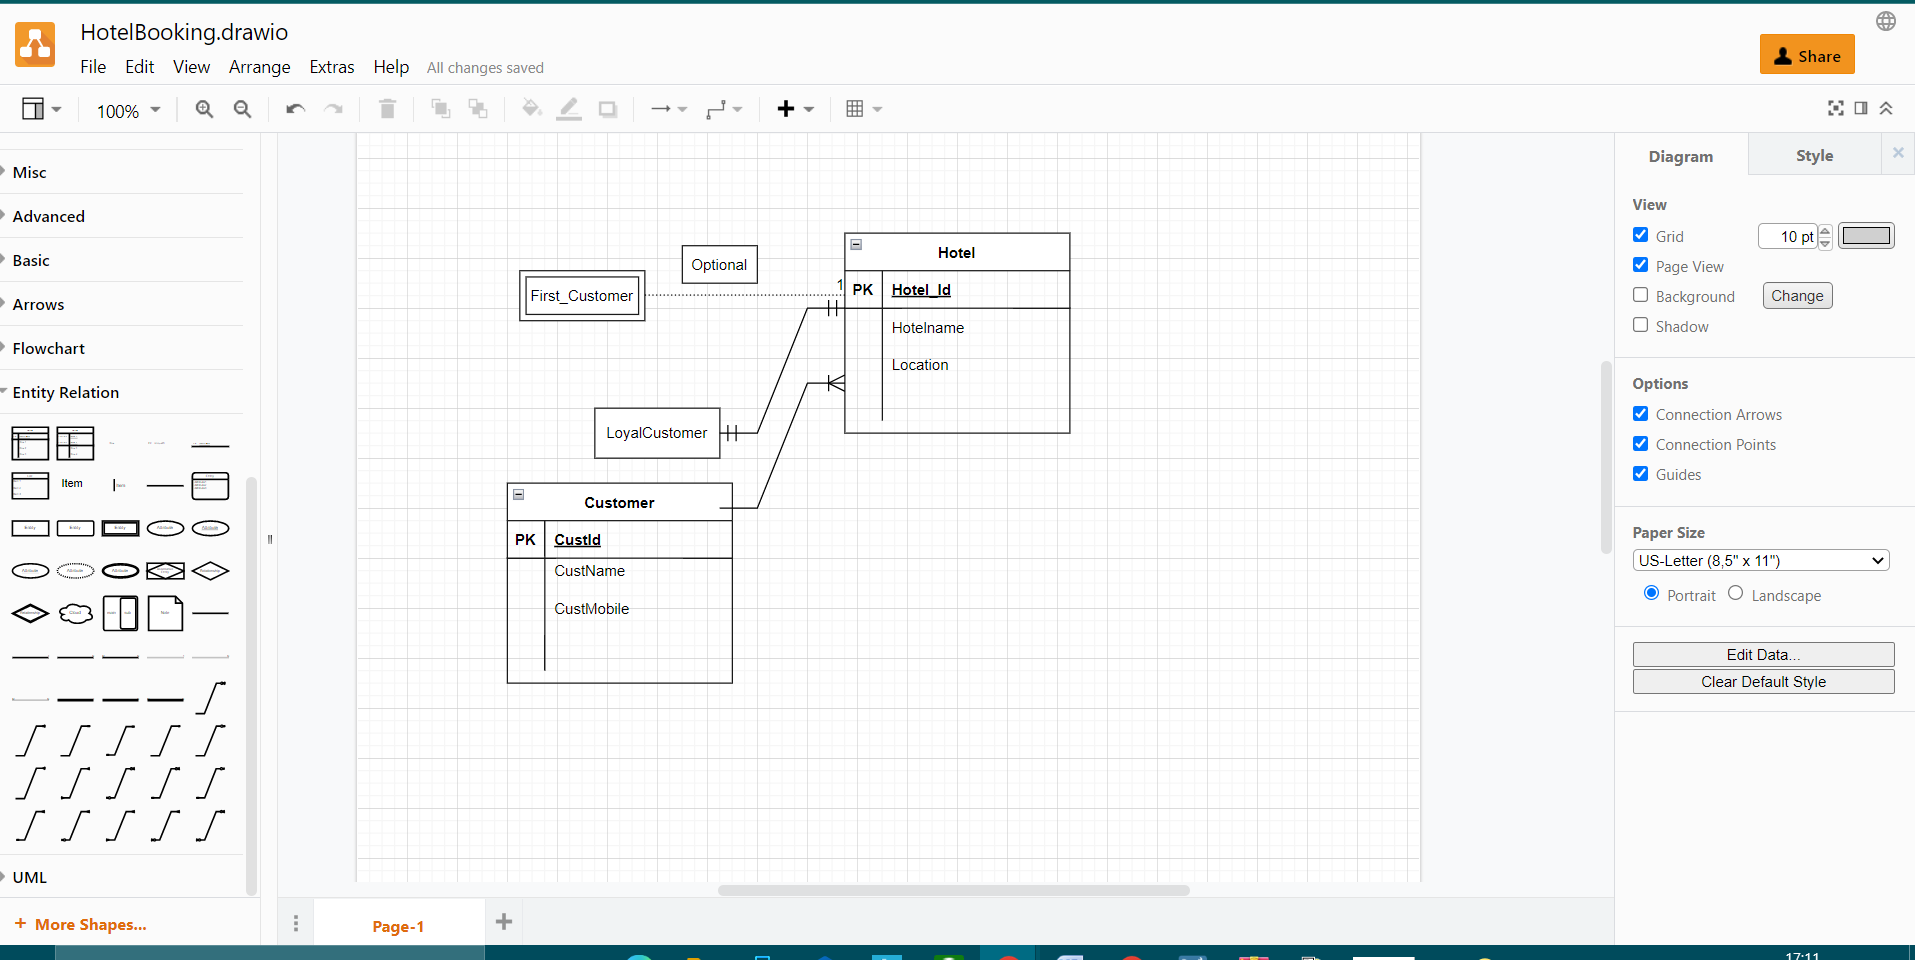 HotelBooking.drawio
File Edit View Arrange Extras Help All changes saved
Share
100%
Misc
Advanced
Basic
Arrows
Flowchart
Entity Relation
Item
UML
+ More Shapes...
Optional
First_Customer
1
Hotel
PK Hotel_Id
Hotelname
Location
LoyalCustomer
Customer
PK CustId
CustName
CustMobile
Page-1
Diagram Style
View
Grid 10 pt
Page View
Background Change
Shadow
Options
Connection Arrows
Connection Points
Guides
Paper Size
US-Letter (8,5" x 11")
Portrait Landscape
Edit Data...
Clear Default Style
17:11